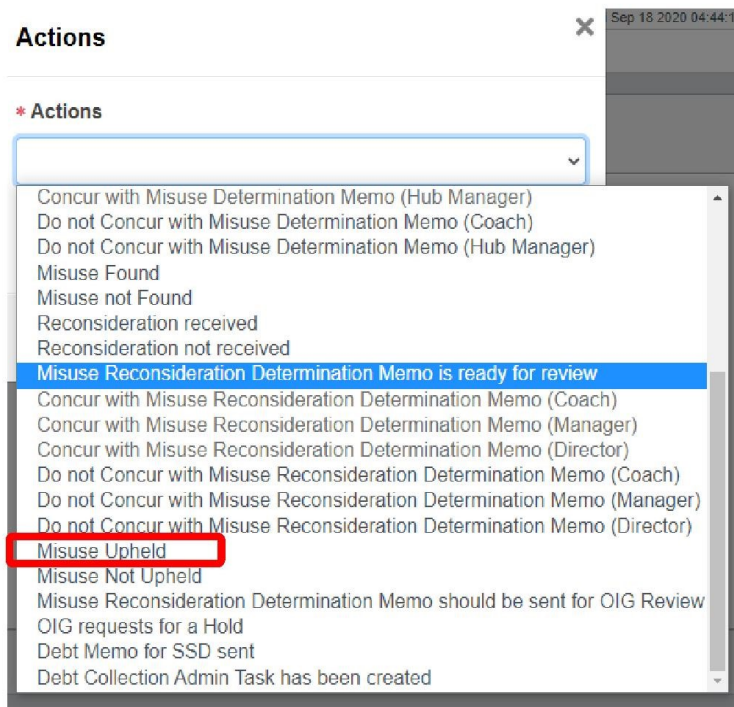 Actions
Sep 18 2020 04:44:1
* Actions
Concur with Misuse Determination Memo (Hub Manager)
Do not Concur with Misuse Determination Memo (Coach)
Do not Concur with Misuse Determination Memo (Hub Manager)
Misuse Found
Misuse not Found
Reconsideration received
Reconsideration not received
Misuse Reconsideration Determination Memo is ready for review
Concur with Misuse Reconsideration Determination Memo (Coach)
Concur with Misuse Reconsideration Determination Memo (Manager)
Concur with Misuse Reconsideration Determination Memo (Director)
Do not Concur with Misuse Reconsideration Determination Memo (Coach)
Do not Concur with Misuse Reconsideration Determination Memo (Manager)
Do not Concur with Misuse Reconsideration Determination Memo (Director)
Misuse Upheld
Misuse Not Upheld
Misuse Reconsideration Determination Memo should be sent for OIG Review
OIG requests for a Hold
Debt Memo for SSD sent
Debt Collection Admin Task has been created